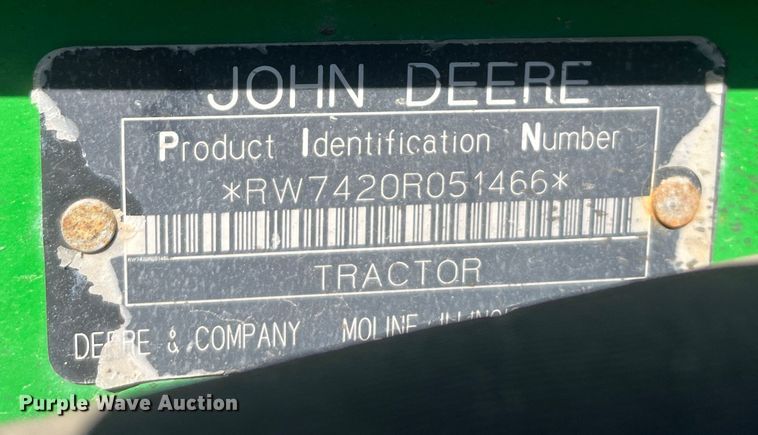 JOHN DEERE
Product Identification Number
*RW7420R051466*
TRACTOR
DEERE & COMPANY MOLINE
Purple Wave Auction